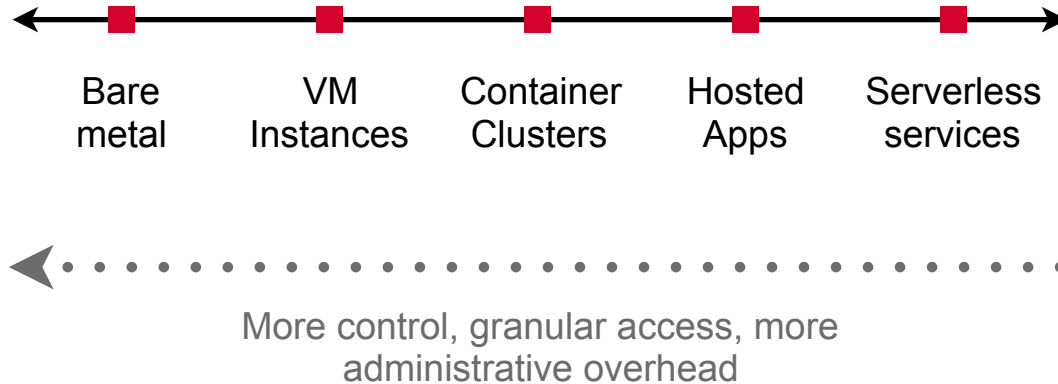 Bare
metal
VM
Instances
Container
Clusters
Hosted
Apps
Serverless
services
More control, granular access, more
administrative overhead